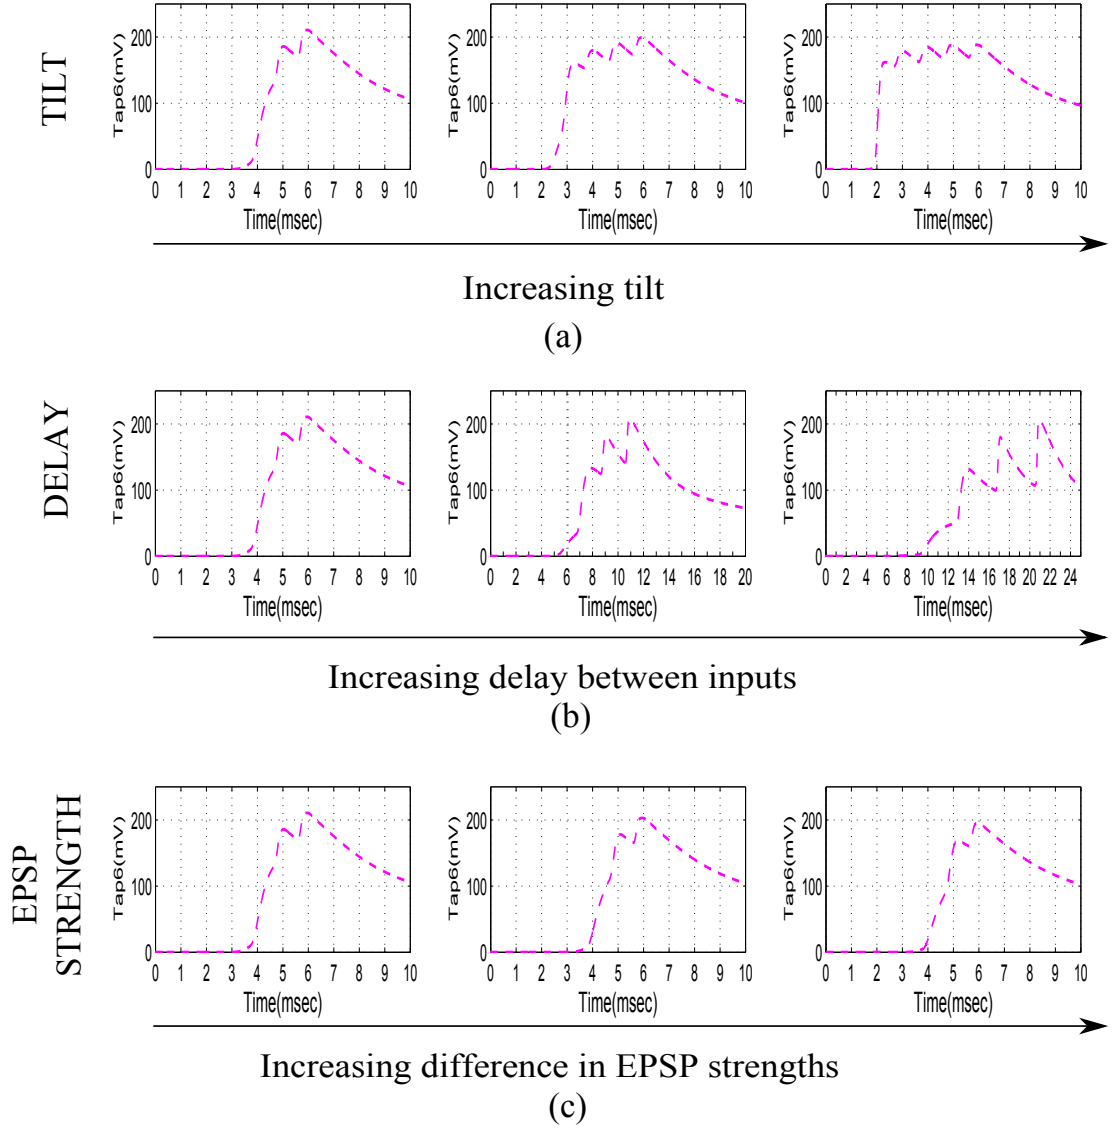 TILT
Tap6(mV)
200
100
0
0 1 2 3 4 5 6 7 8 9 10
Time(msec)
Tap6(mV)
200
100
0
0 1 2 3 4 5 6 7 8 9 10
Time(msec)
Tap6(mV)
200
100
0
0 1 2 3 4 5 6 7 8 9 10
Time(msec)
Increasing tilt
(a)
DELAY
Tap6(mV)
200
100
0
0 1 2 3 4 5 6 7 8 9 10
Time(msec)
Tap6(mV)
200
100
0
0 2 4 6 8 10 12 14 16 18 20
Time(msec)
Tap6(mV)
200
100
0
0 2 4 6 8 10 12 14 16 18 20 22 24
Time(msec)
Increasing delay between inputs
(b)
EPSP
STRENGTH
Tap6(mV)
200
100
0
0 1 2 3 4 5 6 7 8 9 10
Time(msec)
Tap6(mV)
200
100
0
0 1 2 3 4 5 6 7 8 9 10
Time(msec)
Tap6(mV)
200
100
0
0 1 2 3 4 5 6 7 8 9 10
Time(msec)
Increasing difference in EPSP strengths
(c)